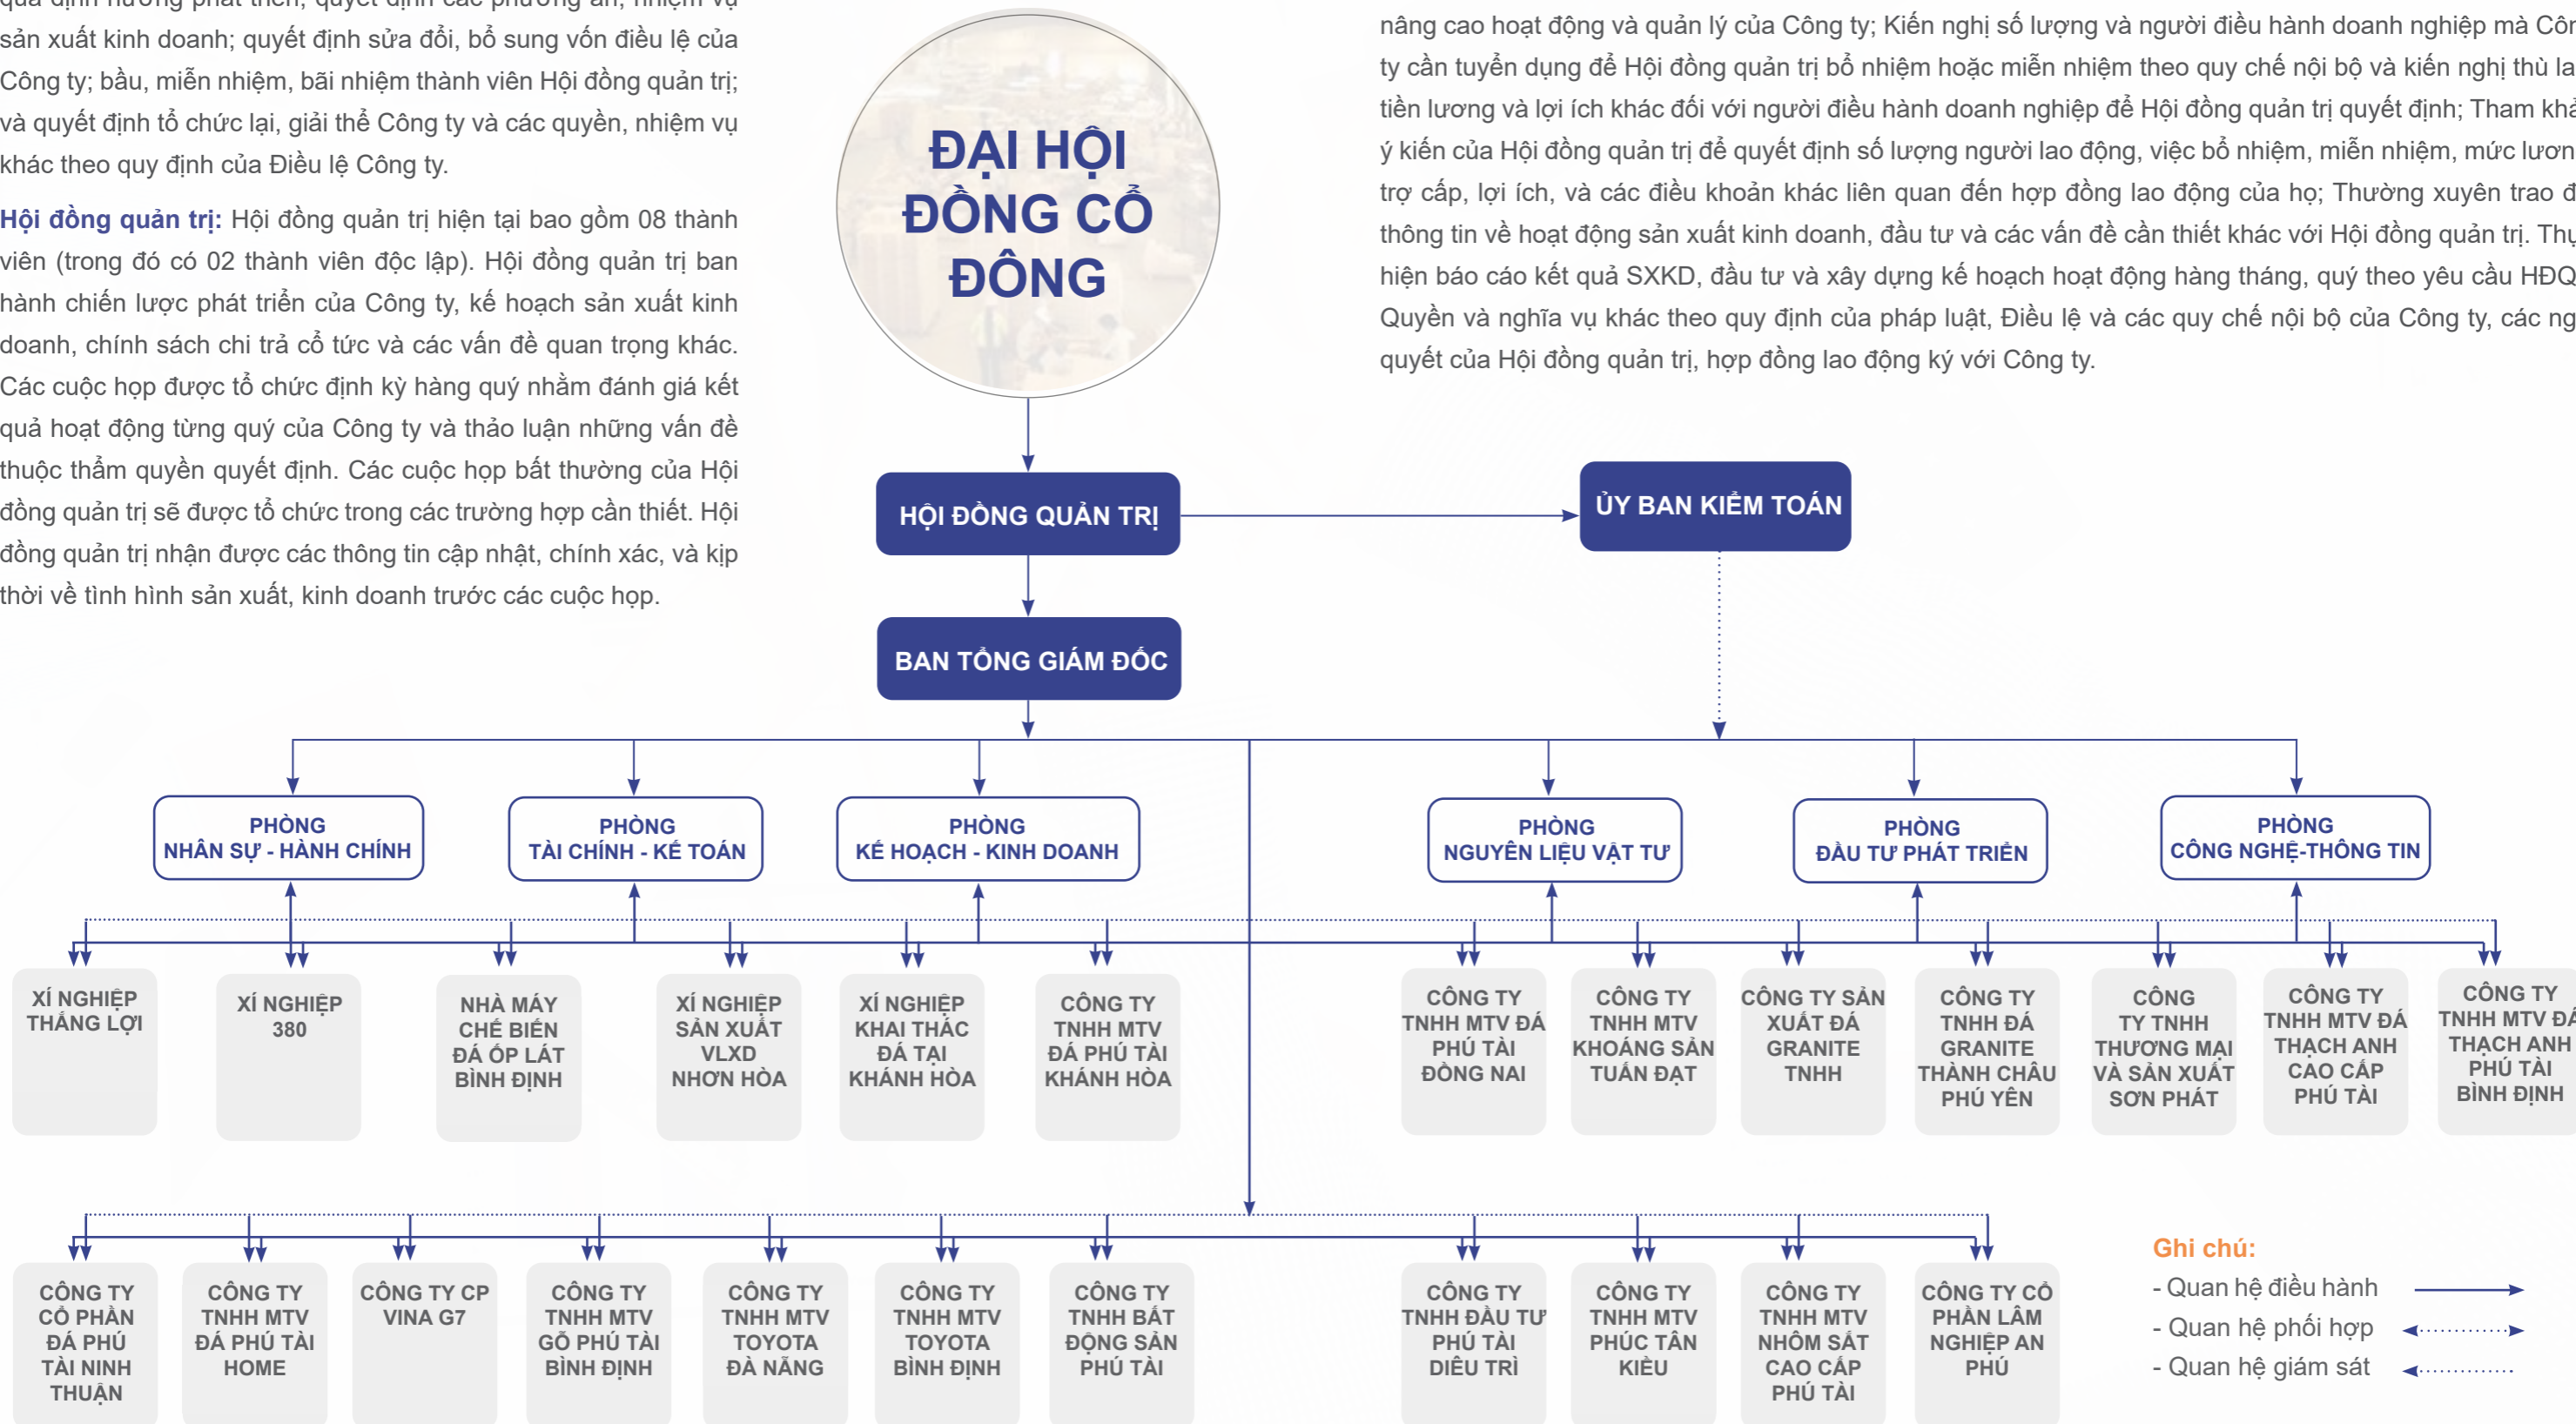 qua định hướng phát triển; quyết định các phương án, nhiệm vụ
sản xuất kinh doanh; quyết định sửa đổi, bổ sung vốn điều lệ của
Công ty; bầu, miễn nhiệm, bãi nhiệm thành viên Hội đồng quản trị;
và quyết định tổ chức lại, giải thể Công ty và các quyền, nhiệm vụ
khác theo quy định của Điều lệ Công ty.
Hội đồng quản trị: Hội đồng quản trị hiện tại bao gồm 08 thành
viên (trong đó có 02 thành viên độc lập). Hội đồng quản trị ban
hành chiến lược phát triển của Công ty, kế hoạch sản xuất kinh
doanh, chính sách chi trả cổ tức và các vấn đề quan trọng khác.
Các cuộc họp được tổ chức định kỳ hàng quý nhằm đánh giá kết
quả hoạt động từng quý của Công ty và thảo luận những vấn đề
thuộc thẩm quyền quyết định. Các cuộc họp bất thường của Hội
đồng quản trị sẽ được tổ chức trong các trường hợp cần thiết. Hội
đồng quản trị nhận được các thông tin cập nhật, chính xác, và kịp
thời về tình hình sản xuất, kinh doanh trước các cuộc họp.
ĐẠI HỘI
ĐỒNG CỔ
ĐÔNG
nâng cao hoạt động và quản lý của Công ty; Kiến nghị số lượng và người điều hành doanh nghiệp mà Côn
ty cần tuyển dụng để Hội đồng quản trị bổ nhiệm hoặc miễn nhiệm theo quy chế nội bộ và kiến nghị thù la
tiền lương và lợi ích khác đối với người điều hành doanh nghiệp để Hội đồng quản trị quyết định; Tham khả
ý kiến của Hội đồng quản trị để quyết định số lượng người lao động, việc bổ nhiệm, miễn nhiệm, mức lươn
trợ cấp, lợi ích, và các điều khoản khác liên quan đến hợp đồng lao động của họ; Thường xuyên trao đ
thông tin về hoạt động sản xuất kinh doanh, đầu tư và các vấn đề cần thiết khác với Hội đồng quản trị. Thự
hiện báo cáo kết quả SXKD, đầu tư và xây dựng kế hoạch hoạt động hàng tháng, quý theo yêu cầu HĐQ
Quyền và nghĩa vụ khác theo quy định của pháp luật, Điều lệ và các quy chế nội bộ của Công ty, các ng
quyết của Hội đồng quản trị, hợp đồng lao động ký với Công ty.
HỘI ĐỒNG QUẢN TRỊ
ỦY BAN KIỂM TOÁN
BAN TỔNG GIÁM ĐỐC
PHÒNG
NHÂN SỰ - HÀNH CHÍNH
PHÒNG
TÀI CHÍNH - KẾ TOÁN
PHÒNG
KẾ HOẠCH - KINH DOANH
PHÒNG
NGUYÊN LIỆU VẬT TƯ
PHÒNG
ĐẦU TƯ PHÁT TRIỂN
PHÒNG
CÔNG NGHỆ-THÔNG TIN
XÍ NGHIỆP
THẮNG LỢI
XÍ NGHIỆP
380
NHÀ MÁY
CHẾ BIẾN
ĐÁ ỐP LÁT
BÌNH ĐỊNH
XÍ NGHIỆP
SẢN XUẤT
VLXD
NHƠN HÒA
XÍ NGHIỆP
KHAI THÁC
ĐÁ TẠI
KHÁNH HÒA
CÔNG TY
TNHH MTV
ĐÁ PHÚ TÀI
KHÁNH HÒA
CÔNG TY
TNHH MTV ĐÁ
PHÚ TÀI
ĐỒNG NAI
CÔNG TY
TNHH MTV
KHOÁNG SẢN
TUẤN ĐẠT
CÔNG TY SẢN
XUẤT ĐÁ
GRANITE
TNHH
CÔNG TY
TNHH ĐÁ
GRANITE
THÀNH CHÂU
PHÚ YÊN
CÔNG
TY TNHH
THƯƠNG MẠI
VÀ SẢN XUẤT
SƠN PHÁT
CÔNG TY
TNHH MTV ĐÁ
THẠCH ANH
CAO CẤP
PHÚ TÀI
CÔNG TY
TNHH MTV ĐÁ
THẠCH ANH
PHÚ TÀI
BÌNH ĐỊNH
CÔNG TY
CỔ PHẦN
ĐÁ PHÚ
TÀI NINH
THUẬN
CÔNG TY
TNHH MTV
ĐÁ PHÚ TÀI
HOME
CÔNG TY CP
VINA G7
CÔNG TY
TNHH MTV
GỖ PHÚ TÀI
BÌNH ĐỊNH
CÔNG TY
TNHH MTV
TOYOTA
ĐÀ NẴNG
CÔNG TY
TNHH MTV
TOYOTA
BÌNH ĐỊNH
CÔNG TY
TNHH BẤT
ĐỘNG SẢN
PHÚ TÀI
CÔNG TY
TNHH ĐẦU TƯ
PHÚ TÀI
DIÊU TRÌ
CÔNG TY
TNHH MTV
PHÚC TÂN
KIỀU
CÔNG TY
TNHH MTV
NHÔM SẮT
CAO CẤP
PHÚ TÀI
CÔNG TY CỔ
PHẦN LÂM
NGHIỆP AN
PHÚ
Ghi chú:
- Quan hệ điều hành
- Quan hệ phối hợp
- Quan hệ giám sát